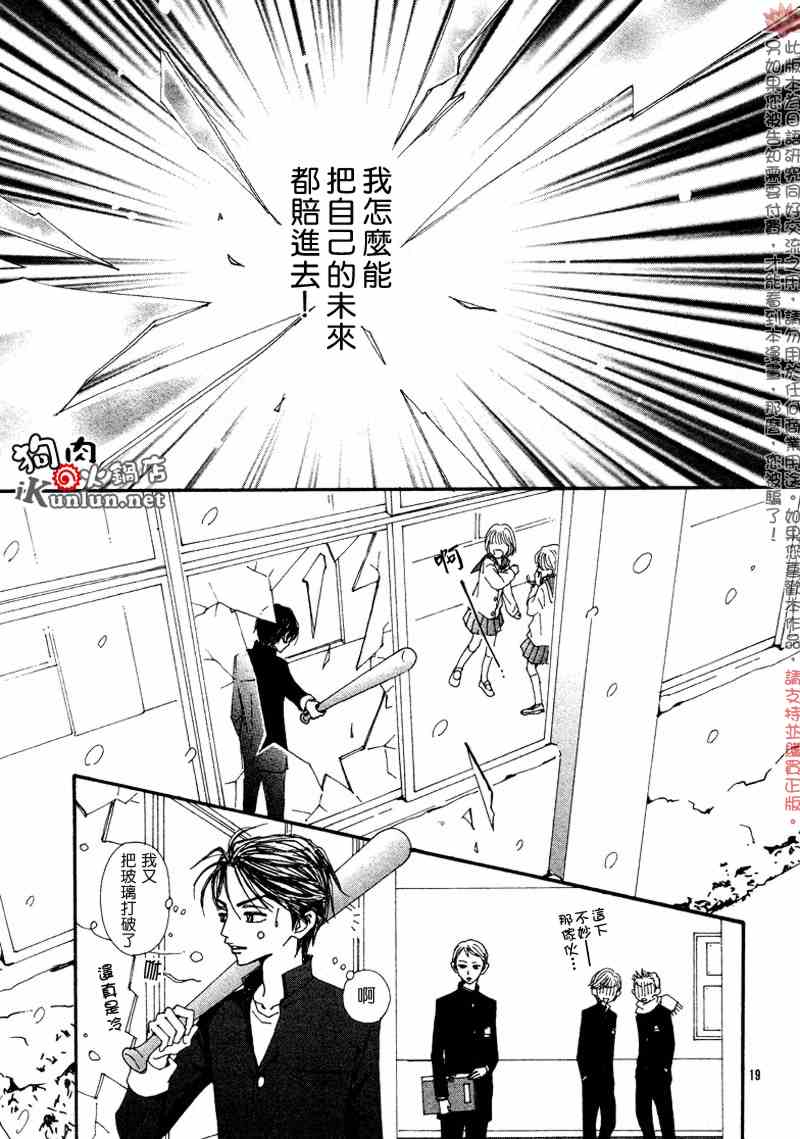 我怎麼能
把自己的未來
都賠進去！
狗肉
火鍋店
iKunlun.net
啊
這下
不妙──
那傢伙…
啊
我又
把玻璃打破了
咻
還真是冷
19
此版本為日語研究同好交流之用，請勿用於任何商業用途。如果您喜歡本作品，請支持並購買正版。
另如果您被告知需要付費，才能看到本漫畫，那麼，您被騙了！